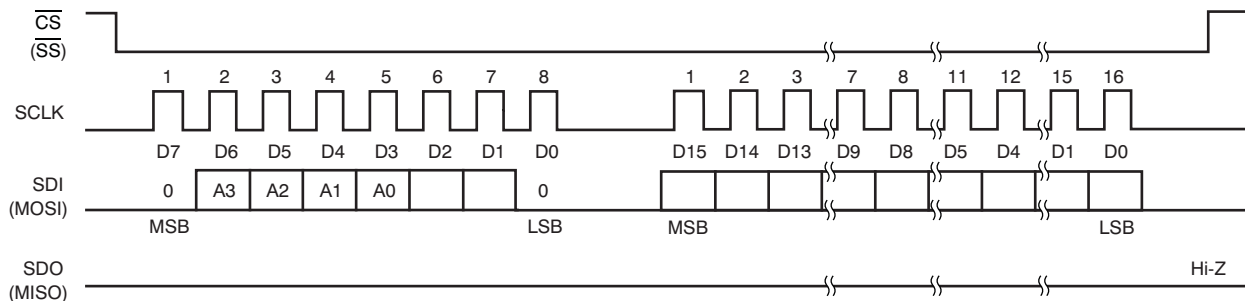 CS
(SS)
1 2 3 4 5 6 7 8 1 2 3 7 8 11 12 15 16
SCLK
D7 D6 D5 D4 D3 D2 D1 D0 D15 D14 D13 D9 D8 D5 D4 D1 D0
SDI
(MOSI)
0 A3 A2 A1 A0 0
MSB LSB MSB LSB
SDO
(MISO)
Hi-Z